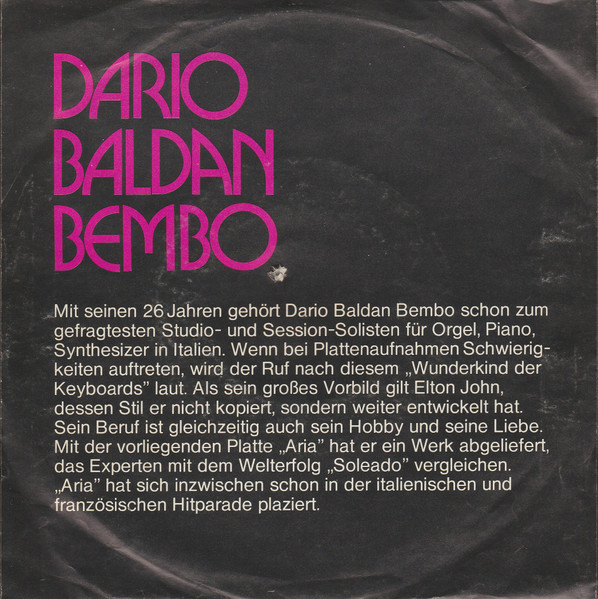 DARIO
BALDAN
BEMBO
Mit seinen 26 Jahren gehört Dario Baldan Bembo schon zum
gefragtesten Studio- und Session-Solisten für Orgel, Piano,
Synthesizer in Italien. Wenn bei Plattenaufnahmen Schwierig-
keiten auftreten, wird der Ruf nach diesem „Wunderkind der
Keyboards” laut. Als sein großes Vorbild gilt Elton John,
dessen Stil er nicht kopiert, sondern weiter entwickelt hat.
Sein Beruf ist gleichzeitig auch sein Hobby und seine Liebe.
Mit der vorliegenden Platte „Aria” hat er ein Werk abgeliefert,
das Experten mit dem Welterfolg „Soleado” vergleichen.
„Aria” hat sich inzwischen schon in der italienischen und
französischen Hitparade plaziert.